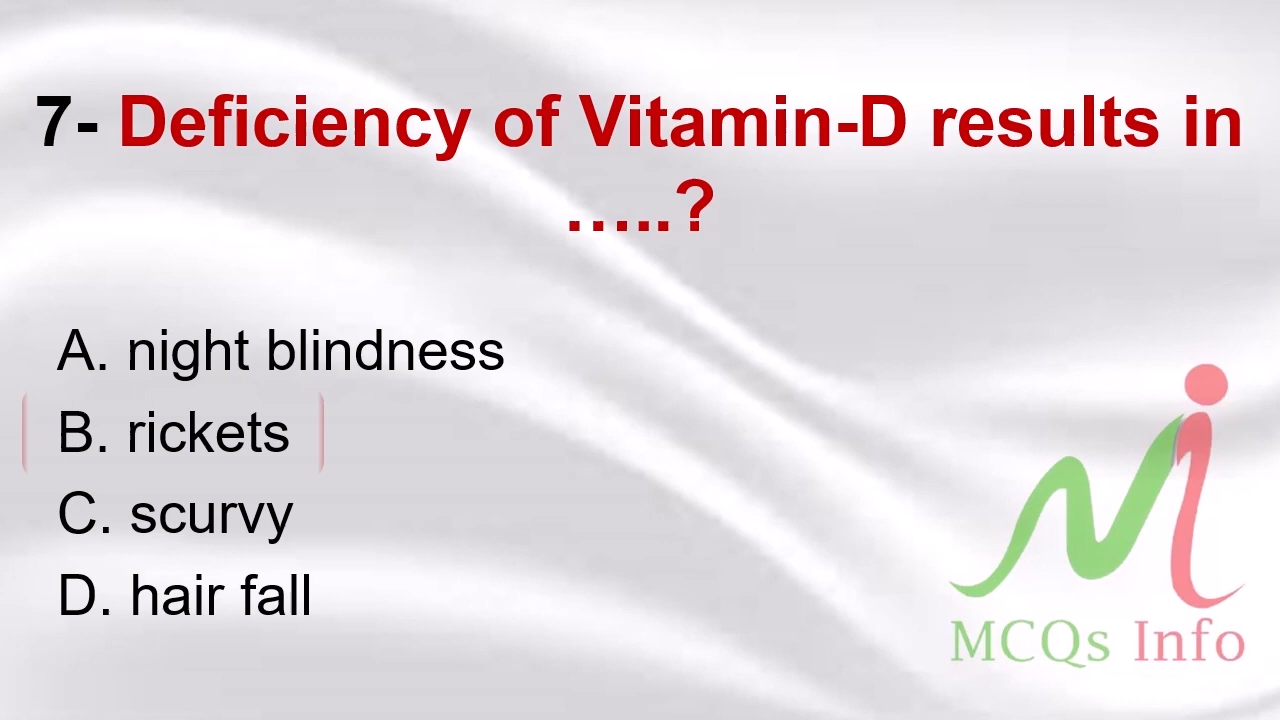 7- Deficiency of Vitamin-D results in
…..?
A. night blindness
B. rickets
C. scurvy
D. hair fall
MCQs Info